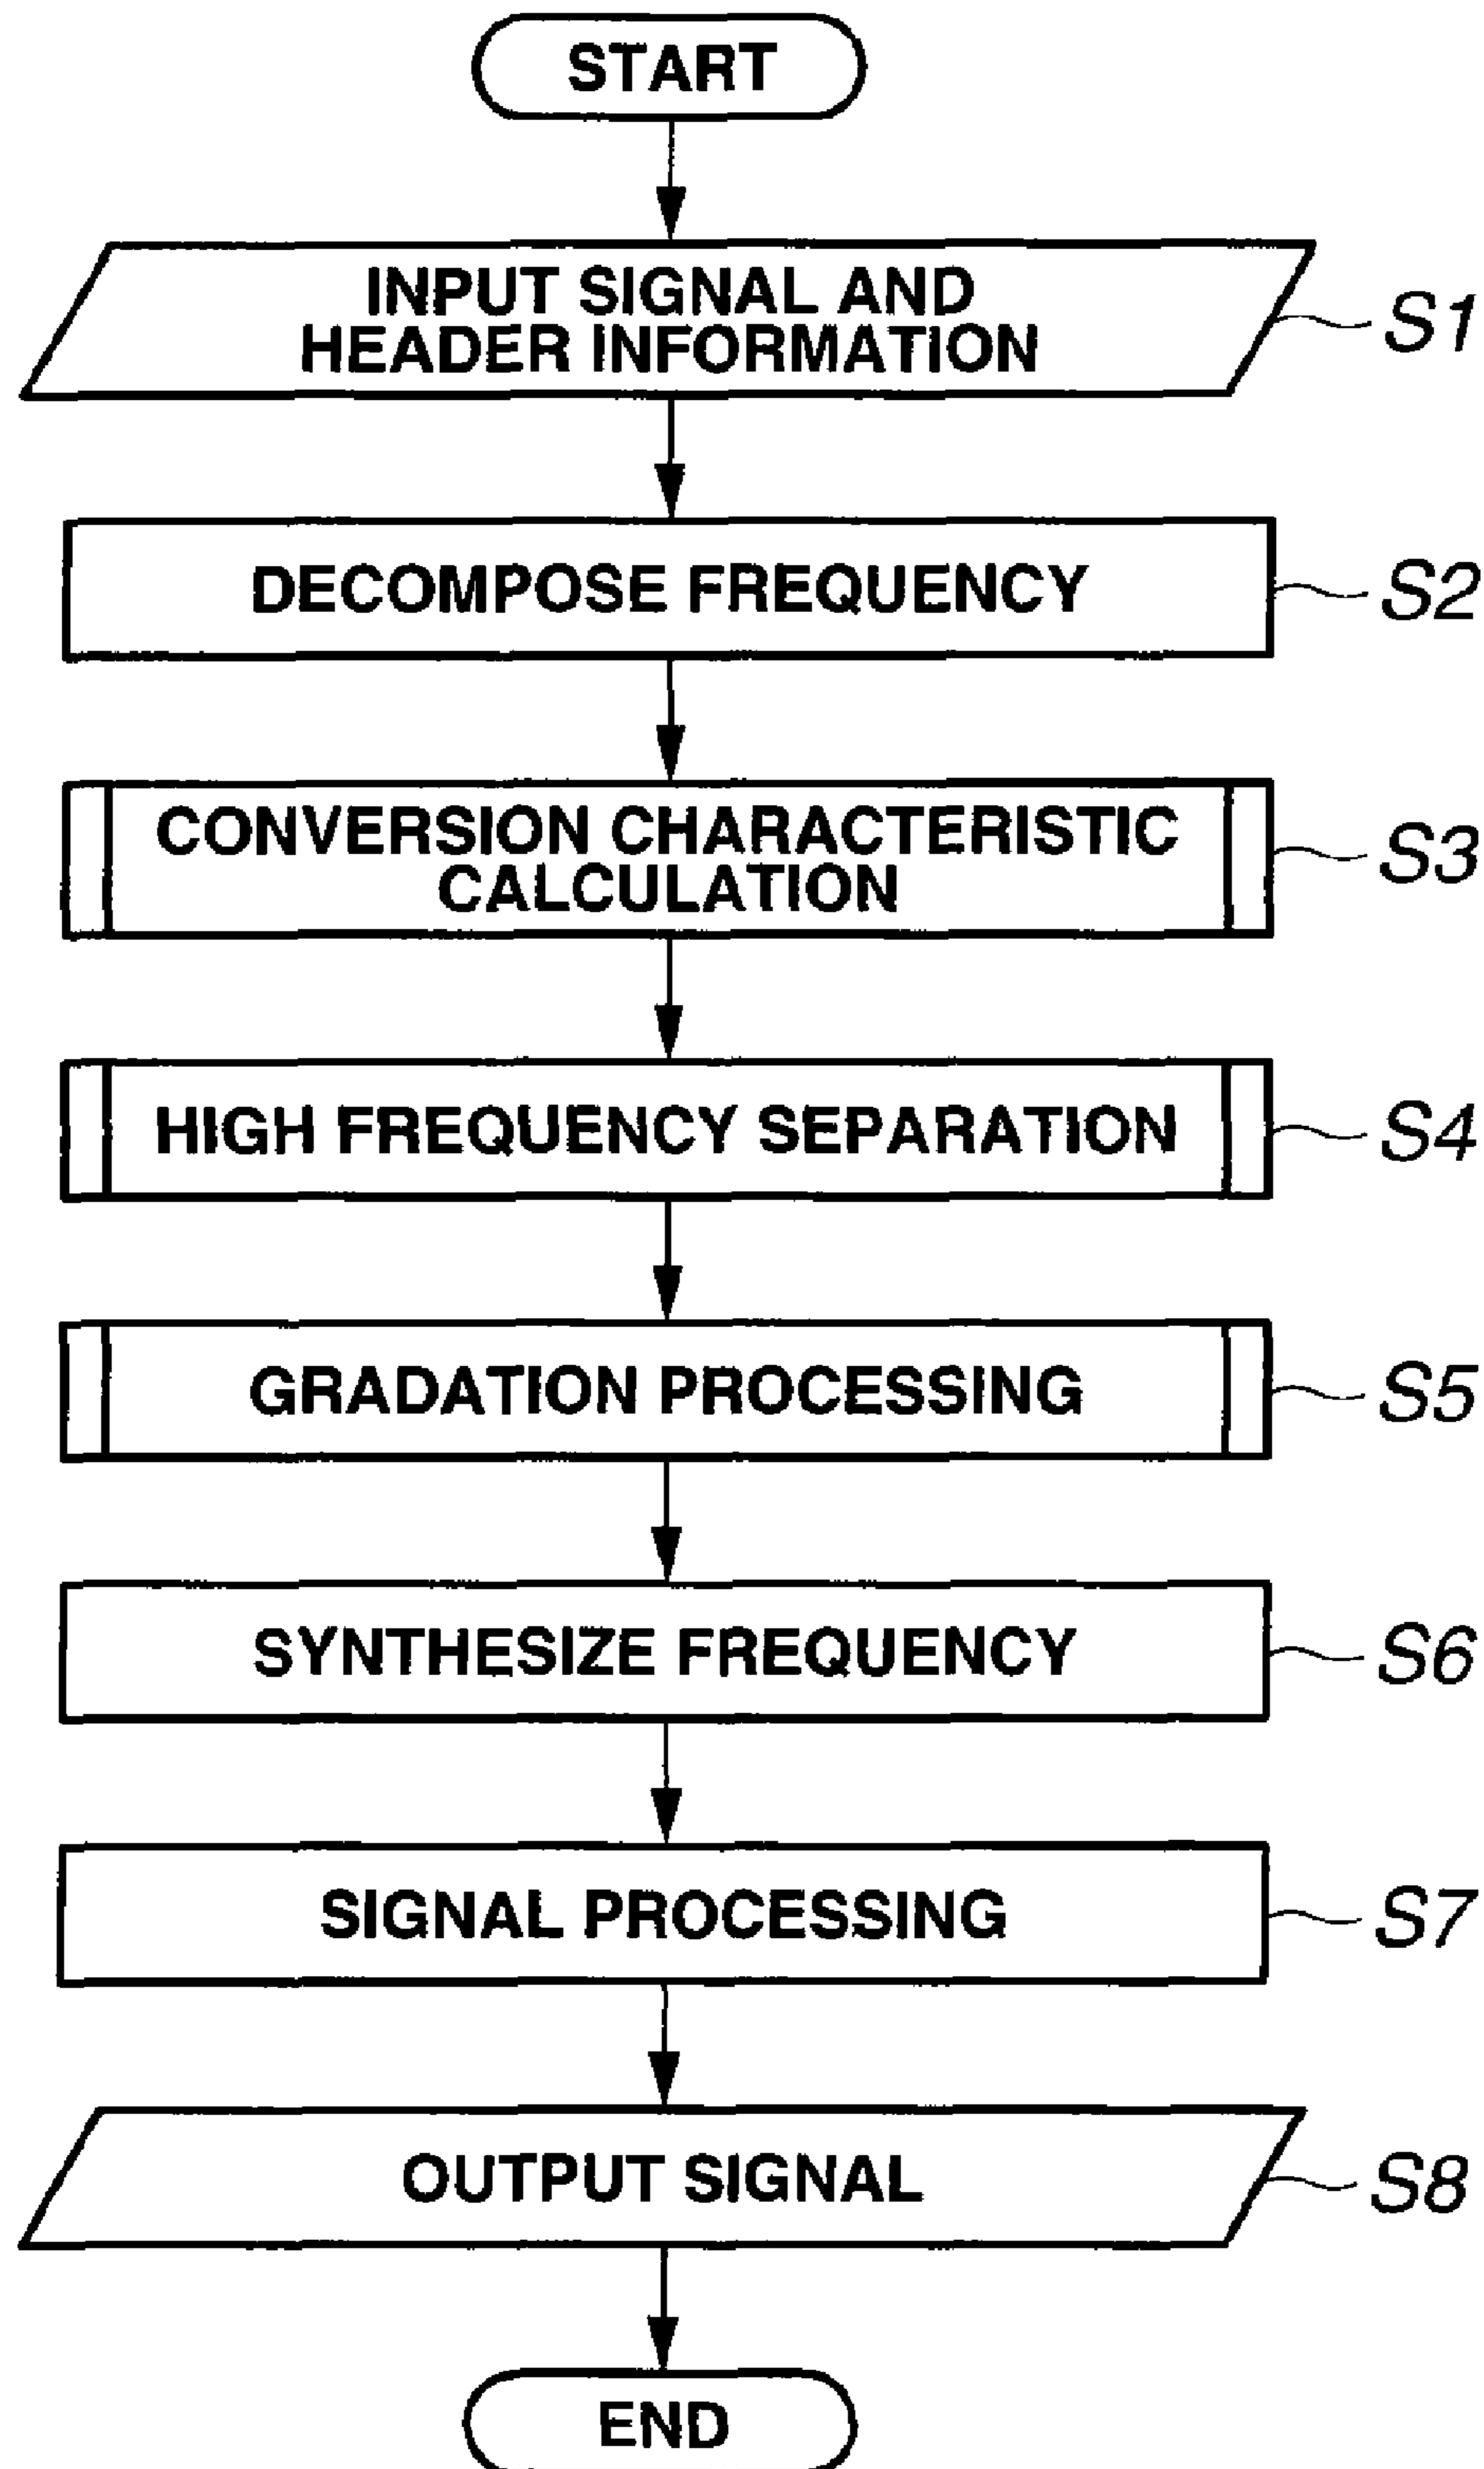 START
INPUT SIGNAL AND
HEADER INFORMATION
S1
DECOMPOSE FREQUENCY
S2
CONVERSION CHARACTERISTIC
CALCULATION
S3
HIGH FREQUENCY SEPARATION
S4
GRADATION PROCESSING
S5
SYNTHESIZE FREQUENCY
S6
SIGNAL PROCESSING
S7
OUTPUT SIGNAL
S8
END